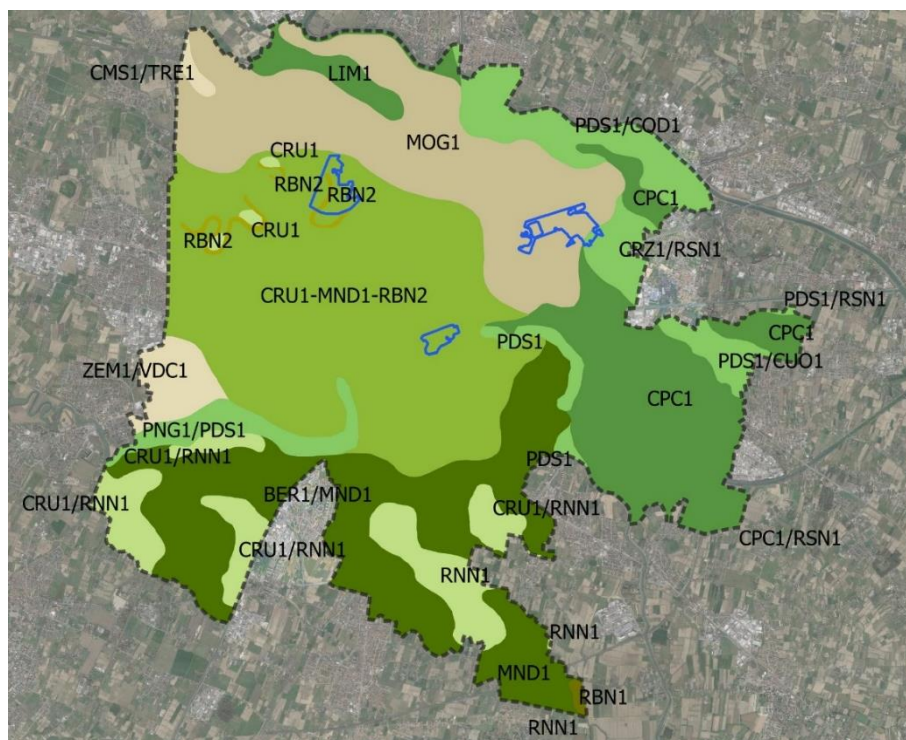 CMS1/TRE1
LIM1
PDS1/COD1
MOG1
CRU1
RBN2
RBN2
CPC1
CRU1
RBN2
CRZ1/RSN1
CRU1-MND1-RBN2
PDS1/RSN1
CPC1
PDS1
PDS1/CUO1
ZEM1/VDC1
CPC1
PNG1/PDS1
CRU1/RNN1
PDS1
CRU1/RNN1
BER1/MND1
CRU1/RNN1
CPC1/RSN1
CRU1/RNN1
RNN1
RNN1
MND1
RBN1
RNN1